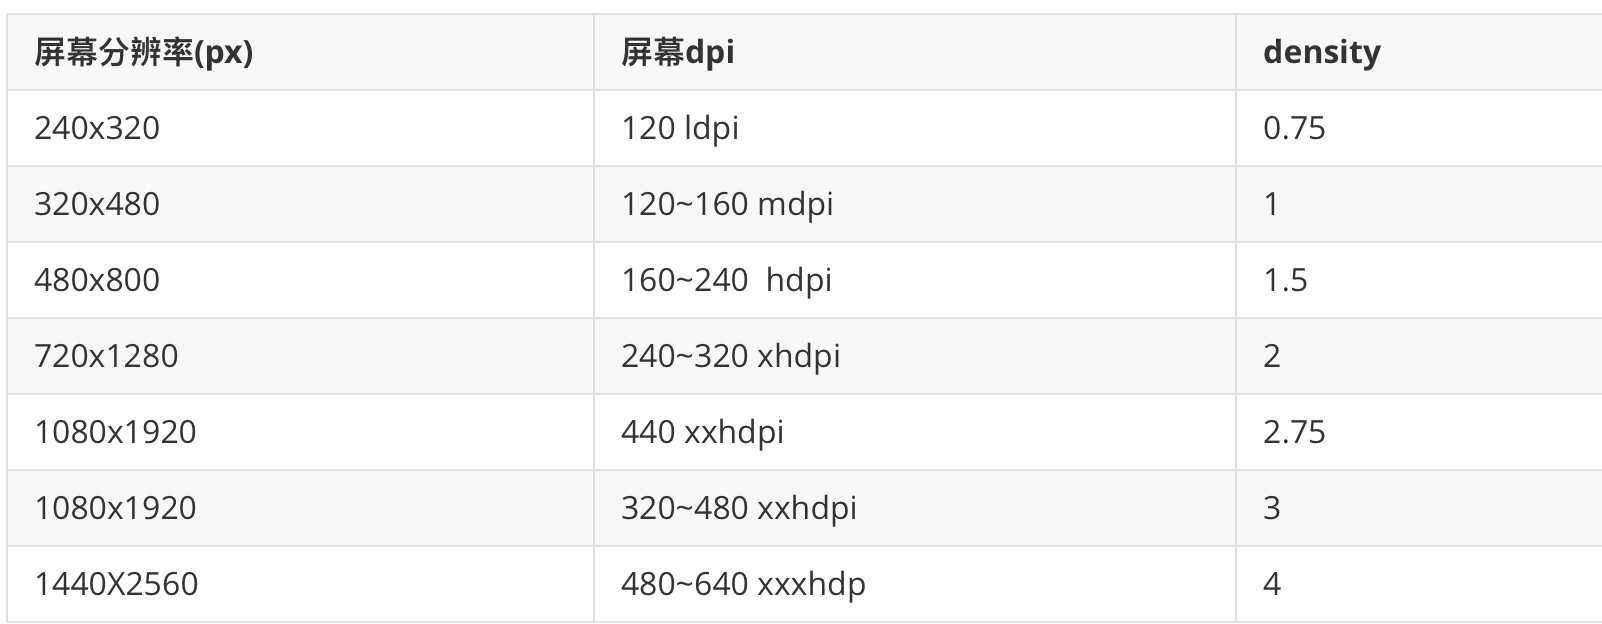 屏幕分辨率(px) 屏幕dpi density
240x320 120 ldpi 0.75
320x480 120~160 mdpi 1
480x800 160~240  hdpi 1.5
720x1280 240~320 xhdpi 2
1080x1920 440 xxhdpi 2.75
1080x1920 320~480 xxhdpi 3
1440X2560 480~640 xxxhdp 4